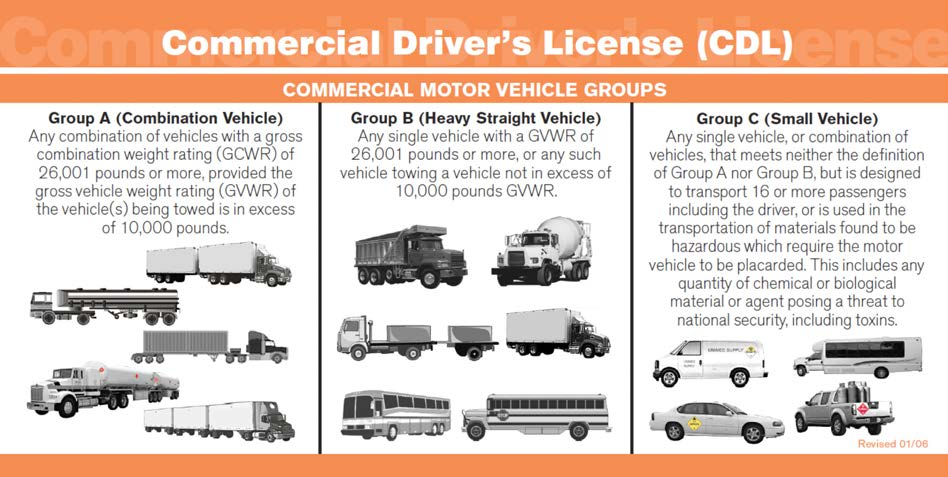 Commercial Driver's License
Commercial Driver's License (CDL)
COMMERCIAL MOTOR VEHICLE GROUPS
Group A (Combination Vehicle)
Any combination of vehicles with a gross
combination weight rating (GCWR) of
26,001 pounds or more, provided the
gross vehicle weight rating (GVWR) of
the vehicle(s) being towed is in excess
of 10,000 pounds.
Group B (Heavy Straight Vehicle)
Any single vehicle with a GVWR of
26,001 pounds or more, or any such
vehicle towing a vehicle not in excess of
10,000 pounds GVWR.
Group C (Small Vehicle)
Any single vehicle, or combination of
vehicles, that meets neither the definition
of Group A nor Group B, but is designed
to transport 16 or more passengers
including the driver, or is used in the
transportation of materials found to be
hazardous which require the motor
vehicle to be placarded. This includes any
quantity of chemical or biological
material or agent posing a threat to
national security, including toxins.
SUPPLY
Revised 01/06